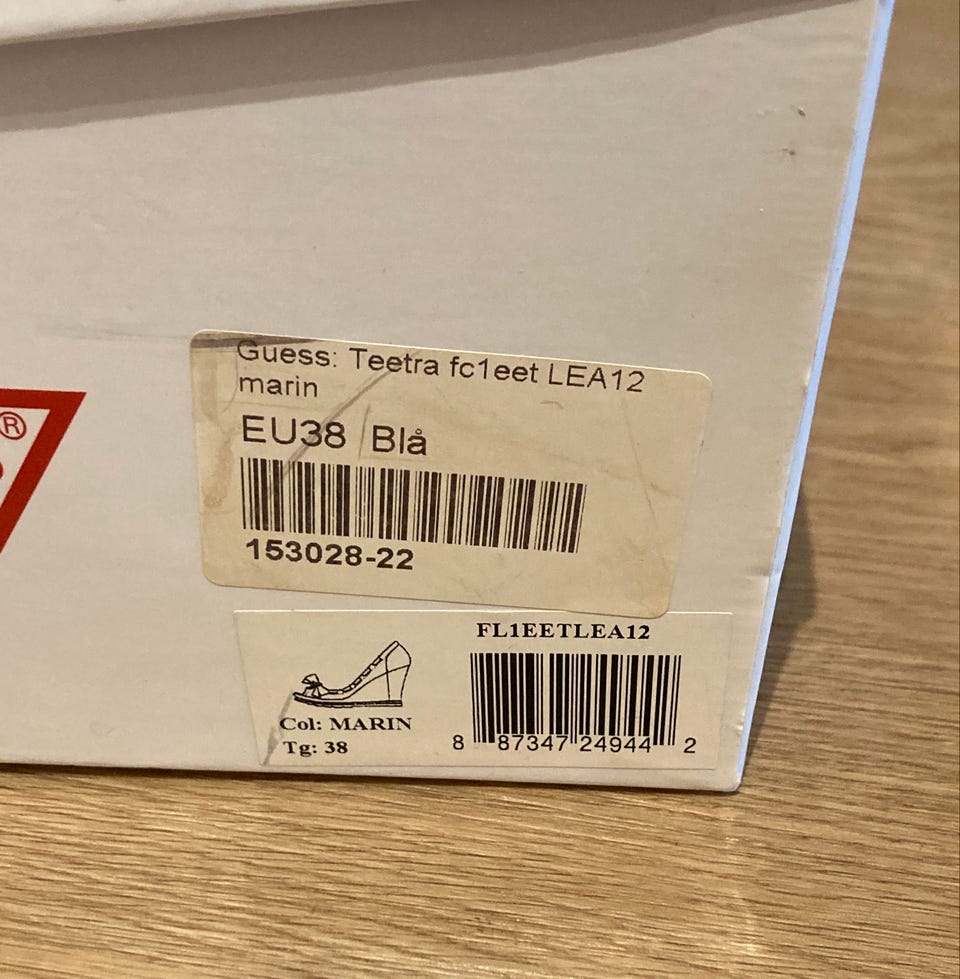 ®
Guess: Teetra fc1eet LEA12
marin
EU38 Blå
153028-22
FL1EETLEA12
Col: MARIN
Tg: 38
8 87347 24944 2